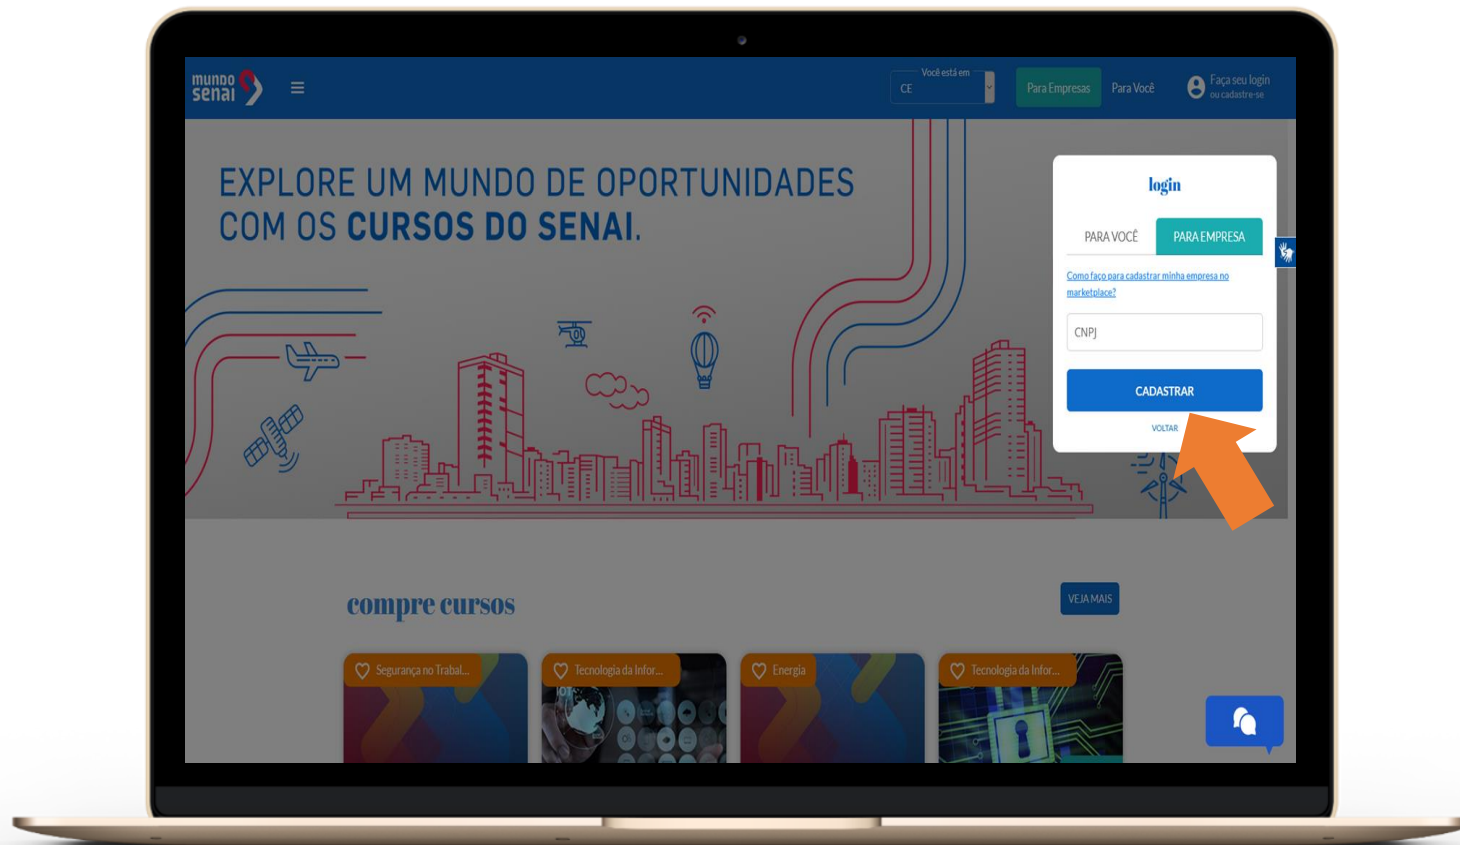 mundo
senai
Você está em
CE
Para Empresas
Para Você
Faça seu login
ou cadastre-se
EXPLORE UM MUNDO DE OPORTUNIDADES
COM OS CURSOS DO SENAI.
login
PARA VOCÊ
PARA EMPRESA
Como faço para cadastrar minha empresa no
marketplace?
CNPJ
CADASTRAR
VOLTAR
compre cursos
VEJA MAIS
Segurança no Trabal...
Tecnologia da Infor...
Energia
Tecnologia da Infor...
IOT